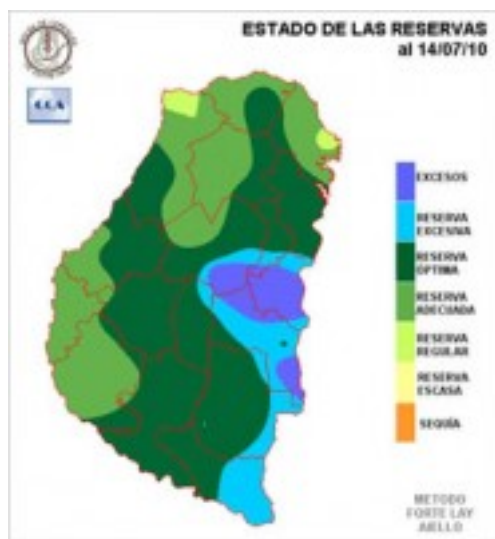 ESTADO DE LAS RESERVAS
al 14/07/10
CCA
EXCESOS
RESERVA
EXCESIVA
RESERVA
ÓPTIMA
RESERVA
ADECUADA
RESERVA
REGULAR
RESERVA
ESCASA
SEQUÍA
METODO
FORTE LAY
AIELLO